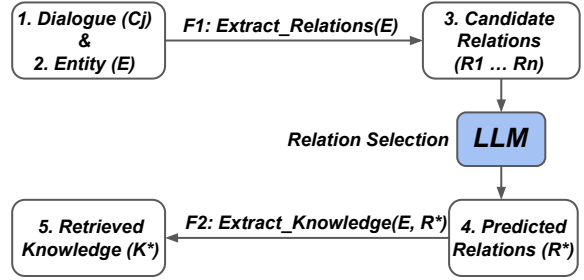 1. Dialogue (Cj)
&
2. Entity (E)
F1: Extract_Relations(E)
3. Candidate
Relations
(R1 ... Rn)
Relation Selection
LLM
4. Predicted
Relations (R*)
F2: Extract_Knowledge(E, R*)
5. Retrieved
Knowledge (K*)